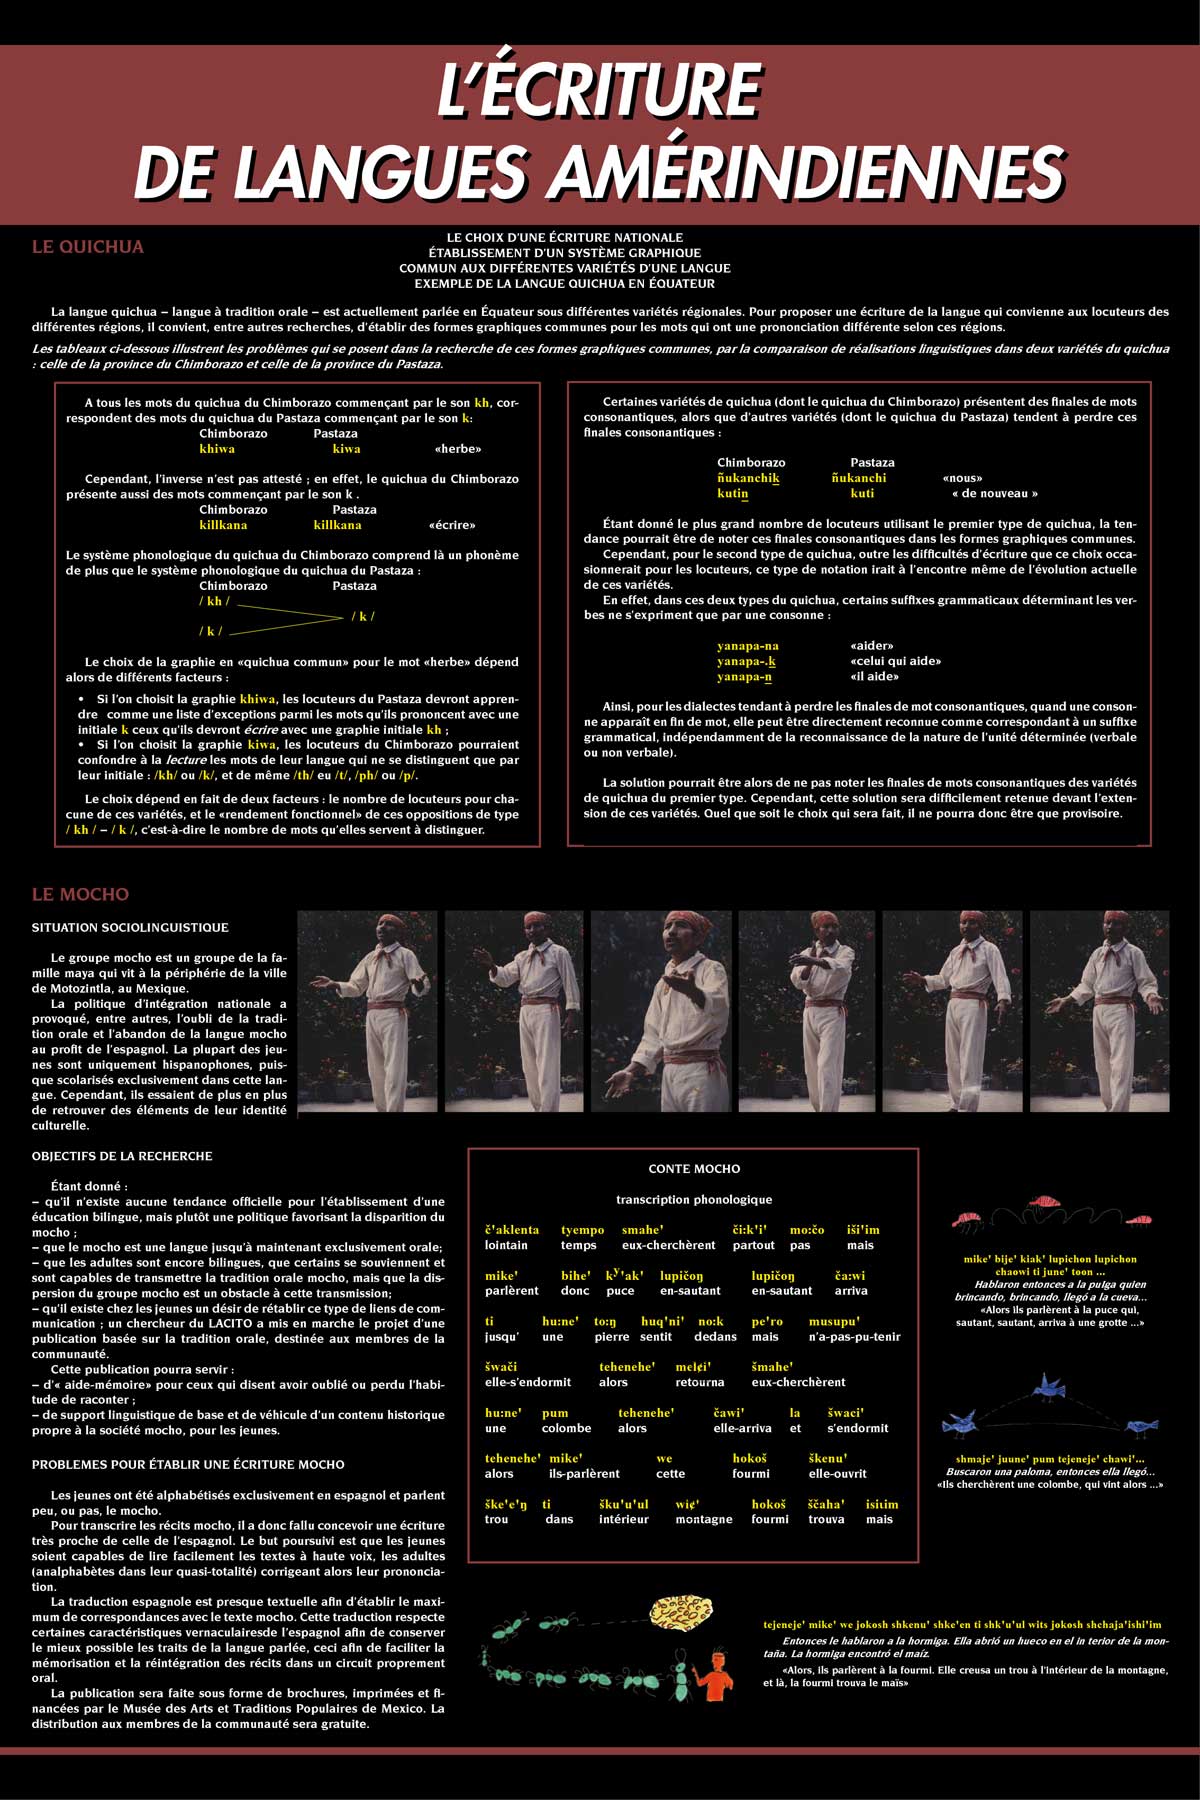 L'ÉCRITURE
DE LANGUES AMÉRINDIENNES
LE QUICHUA
LE CHOIX D'UNE ÉCRITURE NATIONALE
ÉTABLISSEMENT D'UN SYSTÈME GRAPHIQUE
COMMUN AUX DIFFÉRENTES VARIÉTÉS D'UNE LANGUE
EXEMPLE DE LA LANGUE QUICHUA EN ÉQUATEUR
La langue quichua – langue à tradition orale – est actuellement parlée en Équateur sous différentes variétés régionales. Pour proposer une écriture de la langue qui convienne aux locuteurs des
différentes régions, il convient, entre autres recherches, d'établir des formes graphiques communes pour les mots qui ont une prononciation différente selon ces régions.
Les tableaux ci-dessous illustrent les problèmes qui se posent dans la recherche de ces formes graphiques communes, par la comparaison de réalisations linguistiques dans deux variétés du quichua
: celle de la province du Chimborazo et celle de la province du Pastaza.
A tous les mots du quichua du Chimborazo commençant par le son kh, cor-
respondent des mots du quichua du Pastaza commençant par le son k:
Chimborazo Pastaza
khiwa kiwa «herbe»
Cependant, l'inverse n'est pas attesté ; en effet, le quichua du Chimborazo
présente aussi des mots commençant par le son k .
Chimborazo Pastaza
killkana killkana «écrire»
Le système phonologique du quichua du Chimborazo comprend là un phonème
de plus que le système phonologique du quichua du Pastaza :
Chimborazo Pastaza
/ kh /
/ k /
/ k /
Le choix de la graphie en «quichua commun» pour le mot «herbe» dépend
alors de différents facteurs :
• Si l'on choisit la graphie khiwa, les locuteurs du Pastaza devront appren-
dre comme une liste d'exceptions parmi les mots qu'ils prononcent avec une
initiale k ceux qu'ils devront écrire avec une graphie initiale kh ;
• Si l'on choisit la graphie kiwa, les locuteurs du Chimborazo pourraient
confondre à la lecture les mots de leur langue qui ne se distinguent que par
leur initiale : /kh/ ou /k/, et de même /th/ eu /t/, /ph/ ou /p/.
Le choix dépend en fait de deux facteurs : le nombre de locuteurs pour cha-
cune de ces variétés, et le «rendement fonctionnel» de ces oppositions de type
/ kh / – / k /, c'est-à-dire le nombre de mots qu'elles servent à distinguer.
Certaines variétés de quichua (dont le quichua du Chimborazo) présentent des finales de mots
consonantiques, alors que d'autres variétés (dont le quichua du Pastaza) tendent à perdre ces
finales consonantiques :
Chimborazo Pastaza
ñukanchik ñukanchi «nous»
kutin kuti « de nouveau »
Étant donné le plus grand nombre de locuteurs utilisant le premier type de quichua, la ten-
dance pourrait être de noter ces finales consonantiques dans les formes graphiques communes.
Cependant, pour le second type de quichua, outre les difficultés d'écriture que ce choix occa-
sionnerait pour les locuteurs, ce type de notation irait à l'encontre même de l'évolution actuelle
de ces variétés.
En effet, dans ces deux types du quichua, certains suffixes grammaticaux déterminant les ver-
bes ne s'expriment que par une consonne :
yanapa-na «aider»
yanapa-.k «celui qui aide»
yanapa-n «il aide»
Ainsi, pour les dialectes tendant à perdre les finales de mot consonantiques, quand une conson-
ne apparaît en fin de mot, elle peut être directement reconnue comme correspondant à un suffixe
grammatical, indépendamment de la reconnaissance de la nature de l'unité déterminée (verbale
ou non verbale).
La solution pourrait être alors de ne pas noter les finales de mots consonantiques des variétés
de quichua du premier type. Cependant, cette solution sera difficilement retenue devant l'exten-
sion de ces variétés. Quel que soit le choix qui sera fait, il ne pourra donc être que provisoire.
LE MOCHO
SITUATION SOCIOLINGUISTIQUE
Le groupe mocho est un groupe de la fa-
mille maya qui vit à la périphérie de la ville
de Motozintla, au Mexique.
La politique d'intégration nationale a
provoqué, entre autres, l'oubli de la tradi-
tion orale et l'abandon de la langue mocho
au profit de l'espagnol. La plupart des jeu-
nes sont uniquement hispanophones, puis-
que scolarisés exclusivement dans cette lan-
gue. Cependant, ils essaient de plus en plus
de retrouver des éléments de leur identité
culturelle.
OBJECTIFS DE LA RECHERCHE
Étant donné :
– qu'il n'existe aucune tendance officielle pour l'établissement d'une
éducation bilingue, mais plutôt une politique favorisant la disparition du
mocho ;
– que le mocho est une langue jusqu'à maintenant exclusivement orale;
– que les adultes sont encore bilingues, que certains se souviennent et
sont capables de transmettre la tradition orale mocho, mais que la dis-
persion du groupe mocho est un obstacle à cette transmission;
– qu'il existe chez les jeunes un désir de rétablir ce type de liens de com-
munication ; un chercheur du LACITO a mis en marche le projet d'une
publication basée sur la tradition orale, destinée aux membres de la
communauté.
Cette publication pourra servir :
– d'« aide-mémoire» pour ceux qui disent avoir oublié ou perdu l'habi-
tude de raconter ;
– de support linguistique de base et de véhicule d'un contenu historique
propre à la société mocho, pour les jeunes.
PROBLEMES POUR ÉTABLIR UNE ÉCRITURE MOCHO
Les jeunes ont été alphabétisés exclusivement en espagnol et parlent
peu, ou pas, le mocho.
Pour transcrire les récits mocho, il a donc fallu concevoir une écriture
très proche de celle de l'espagnol. Le but poursuivi est que les jeunes
soient capables de lire facilement les textes à haute voix, les adultes
(analphabètes dans leur quasi-totalité) corrigeant alors leur prononcia-
tion.
La traduction espagnole est presque textuelle afin d'établir le maxi-
mum de correspondances avec le texte mocho. Cette traduction respecte
certaines caractéristiques vernaculairesde l'espagnol afin de conserver
le mieux possible les traits de la langue parlée, ceci afin de faciliter la
mémorisation et la réintégration des récits dans un circuit proprement
oral.
La publication sera faite sous forme de brochures, imprimées et fi-
nancées par le Musée des Arts et Traditions Populaires de Mexico. La
distribution aux membres de la communauté sera gratuite.
CONTE MOCHO
transcription phonologique
č'aklenta tyempo smahe' či:k'i' mo:čo iši'im
lointain temps eux-cherchèrent partout pas mais
mike' bihe' kʸ'ak' lupičoŋ lupičoŋ ča:wi
parlèrent donc puce en-sautant en-sautant arriva
ti hu:ne' to:ŋ huq'ni' no:k pe'ro musupu'
jusqu' une pierre sentit dedans mais n'a-pas-pu-tenir
šwači tehenehe' mel¢i' šmahe'
elle-s'endormit alors retourna eux-cherchèrent
hu:ne' pum tehenehe' čawi' la šwaci'
une colombe alors elle-arriva et s'endormit
tehenehe' mike' we hokoš škenu'
alors ils-parlèrent cette fourmi elle-ouvrit
ške'e'ŋ ti šku'u'ul wi¢' hokoš ščaha' isiıim
trou dans intérieur montagne fourmi trouva mais
mike' bije' kiak' lupichon lupichon
chaowi ti june' toon ...
Hablaron entonces a la pulga quien
brincando, brincando, llegó a la cueva...
«Alors ils parlèrent à la puce qui,
sautant, sautant, arriva à une grotte ...»
shmaje' juune' pum tejeneje' chawi'...
Buscaron una paloma, entonces ella llegó...
«Ils cherchèrent une colombe, qui vint alors ...»
tejeneje' mike' we jokosh shkenu' shke'en ti shk'u'ul wits jokosh shchaja'ishi'im
Entonces le hablaron a la hormiga. Ella abrió un hueco en el in terior de la mon-
taña. La hormiga encontró el maíz.
«Alors, ils parlèrent à la fourmi. Elle creusa un trou à l'intérieur de la montagne,
et là, la fourmi trouva le maïs»